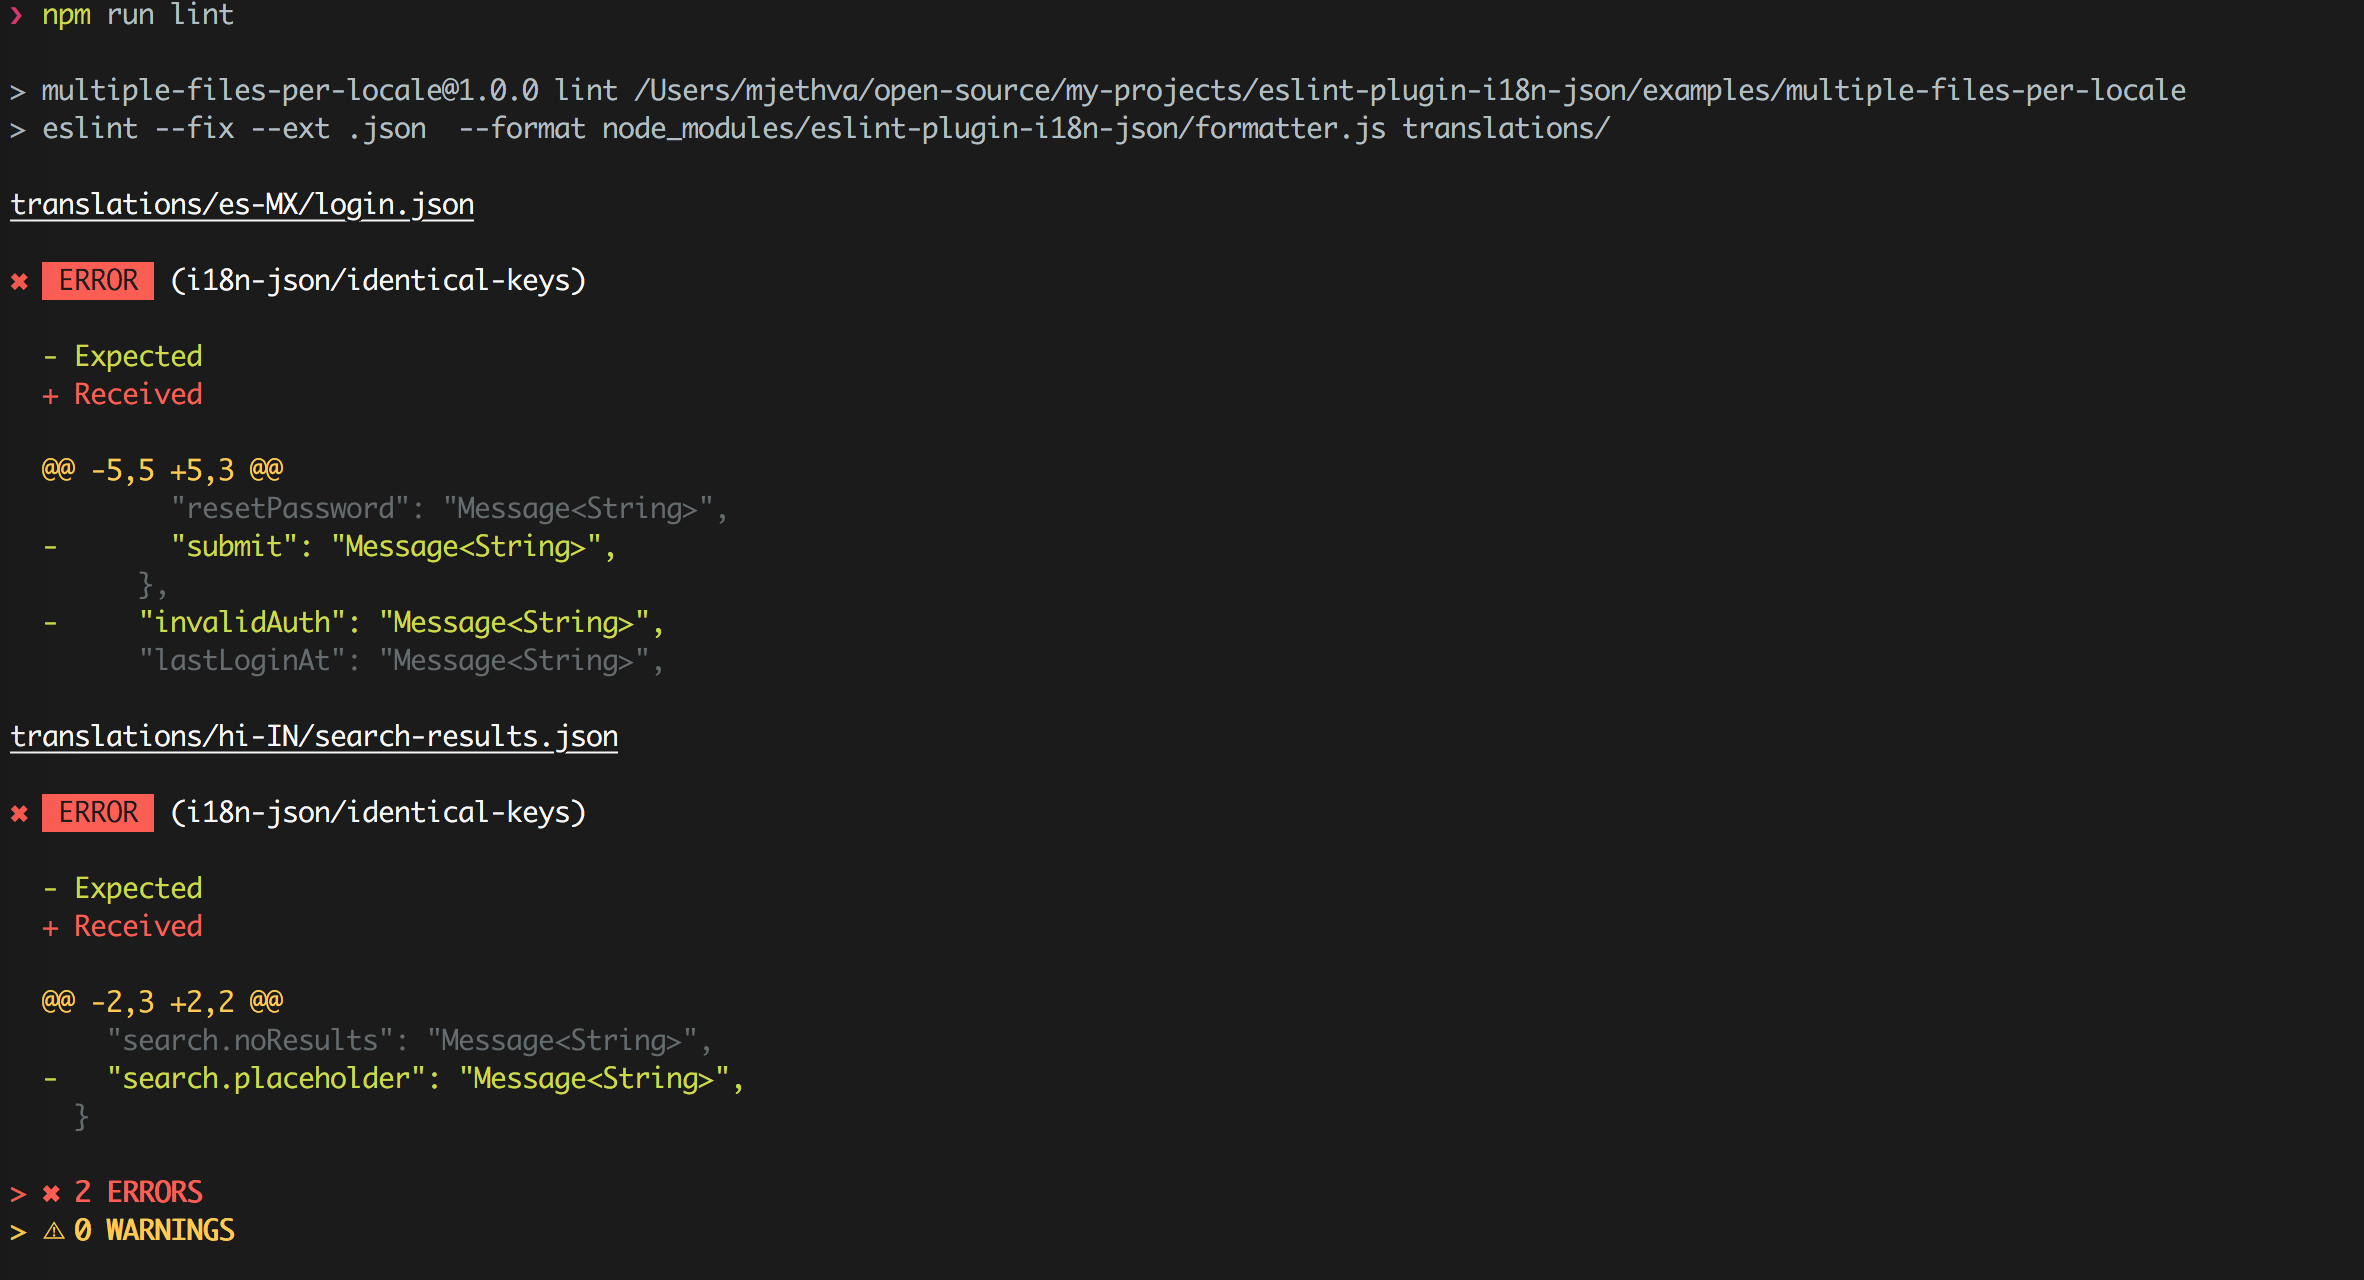 ❯ npm run lint
> multiple-files-per-locale@1.0.0 lint /Users/mjethva/open-source/my-projects/eslint-plugin-i18n-json/examples/multiple-files-per-locale
> eslint --fix --ext .json  --format node_modules/eslint-plugin-i18n-json/formatter.js translations/
translations/es-MX/login.json
✖ ERROR (i18n-json/identical-keys)
- Expected
+ Received
@@ -5,5 +5,3 @@
"resetPassword": "Message<String>",
- "submit": "Message<String>",
},
- "invalidAuth": "Message<String>",
"lastLoginAt": "Message<String>",
translations/hi-IN/search-results.json
✖ ERROR (i18n-json/identical-keys)
- Expected
+ Received
@@ -2,3 +2,2 @@
"search.noResults": "Message<String>",
- "search.placeholder": "Message<String>",
}
> ✖ 2 ERRORS
> ⚠ 0 WARNINGS